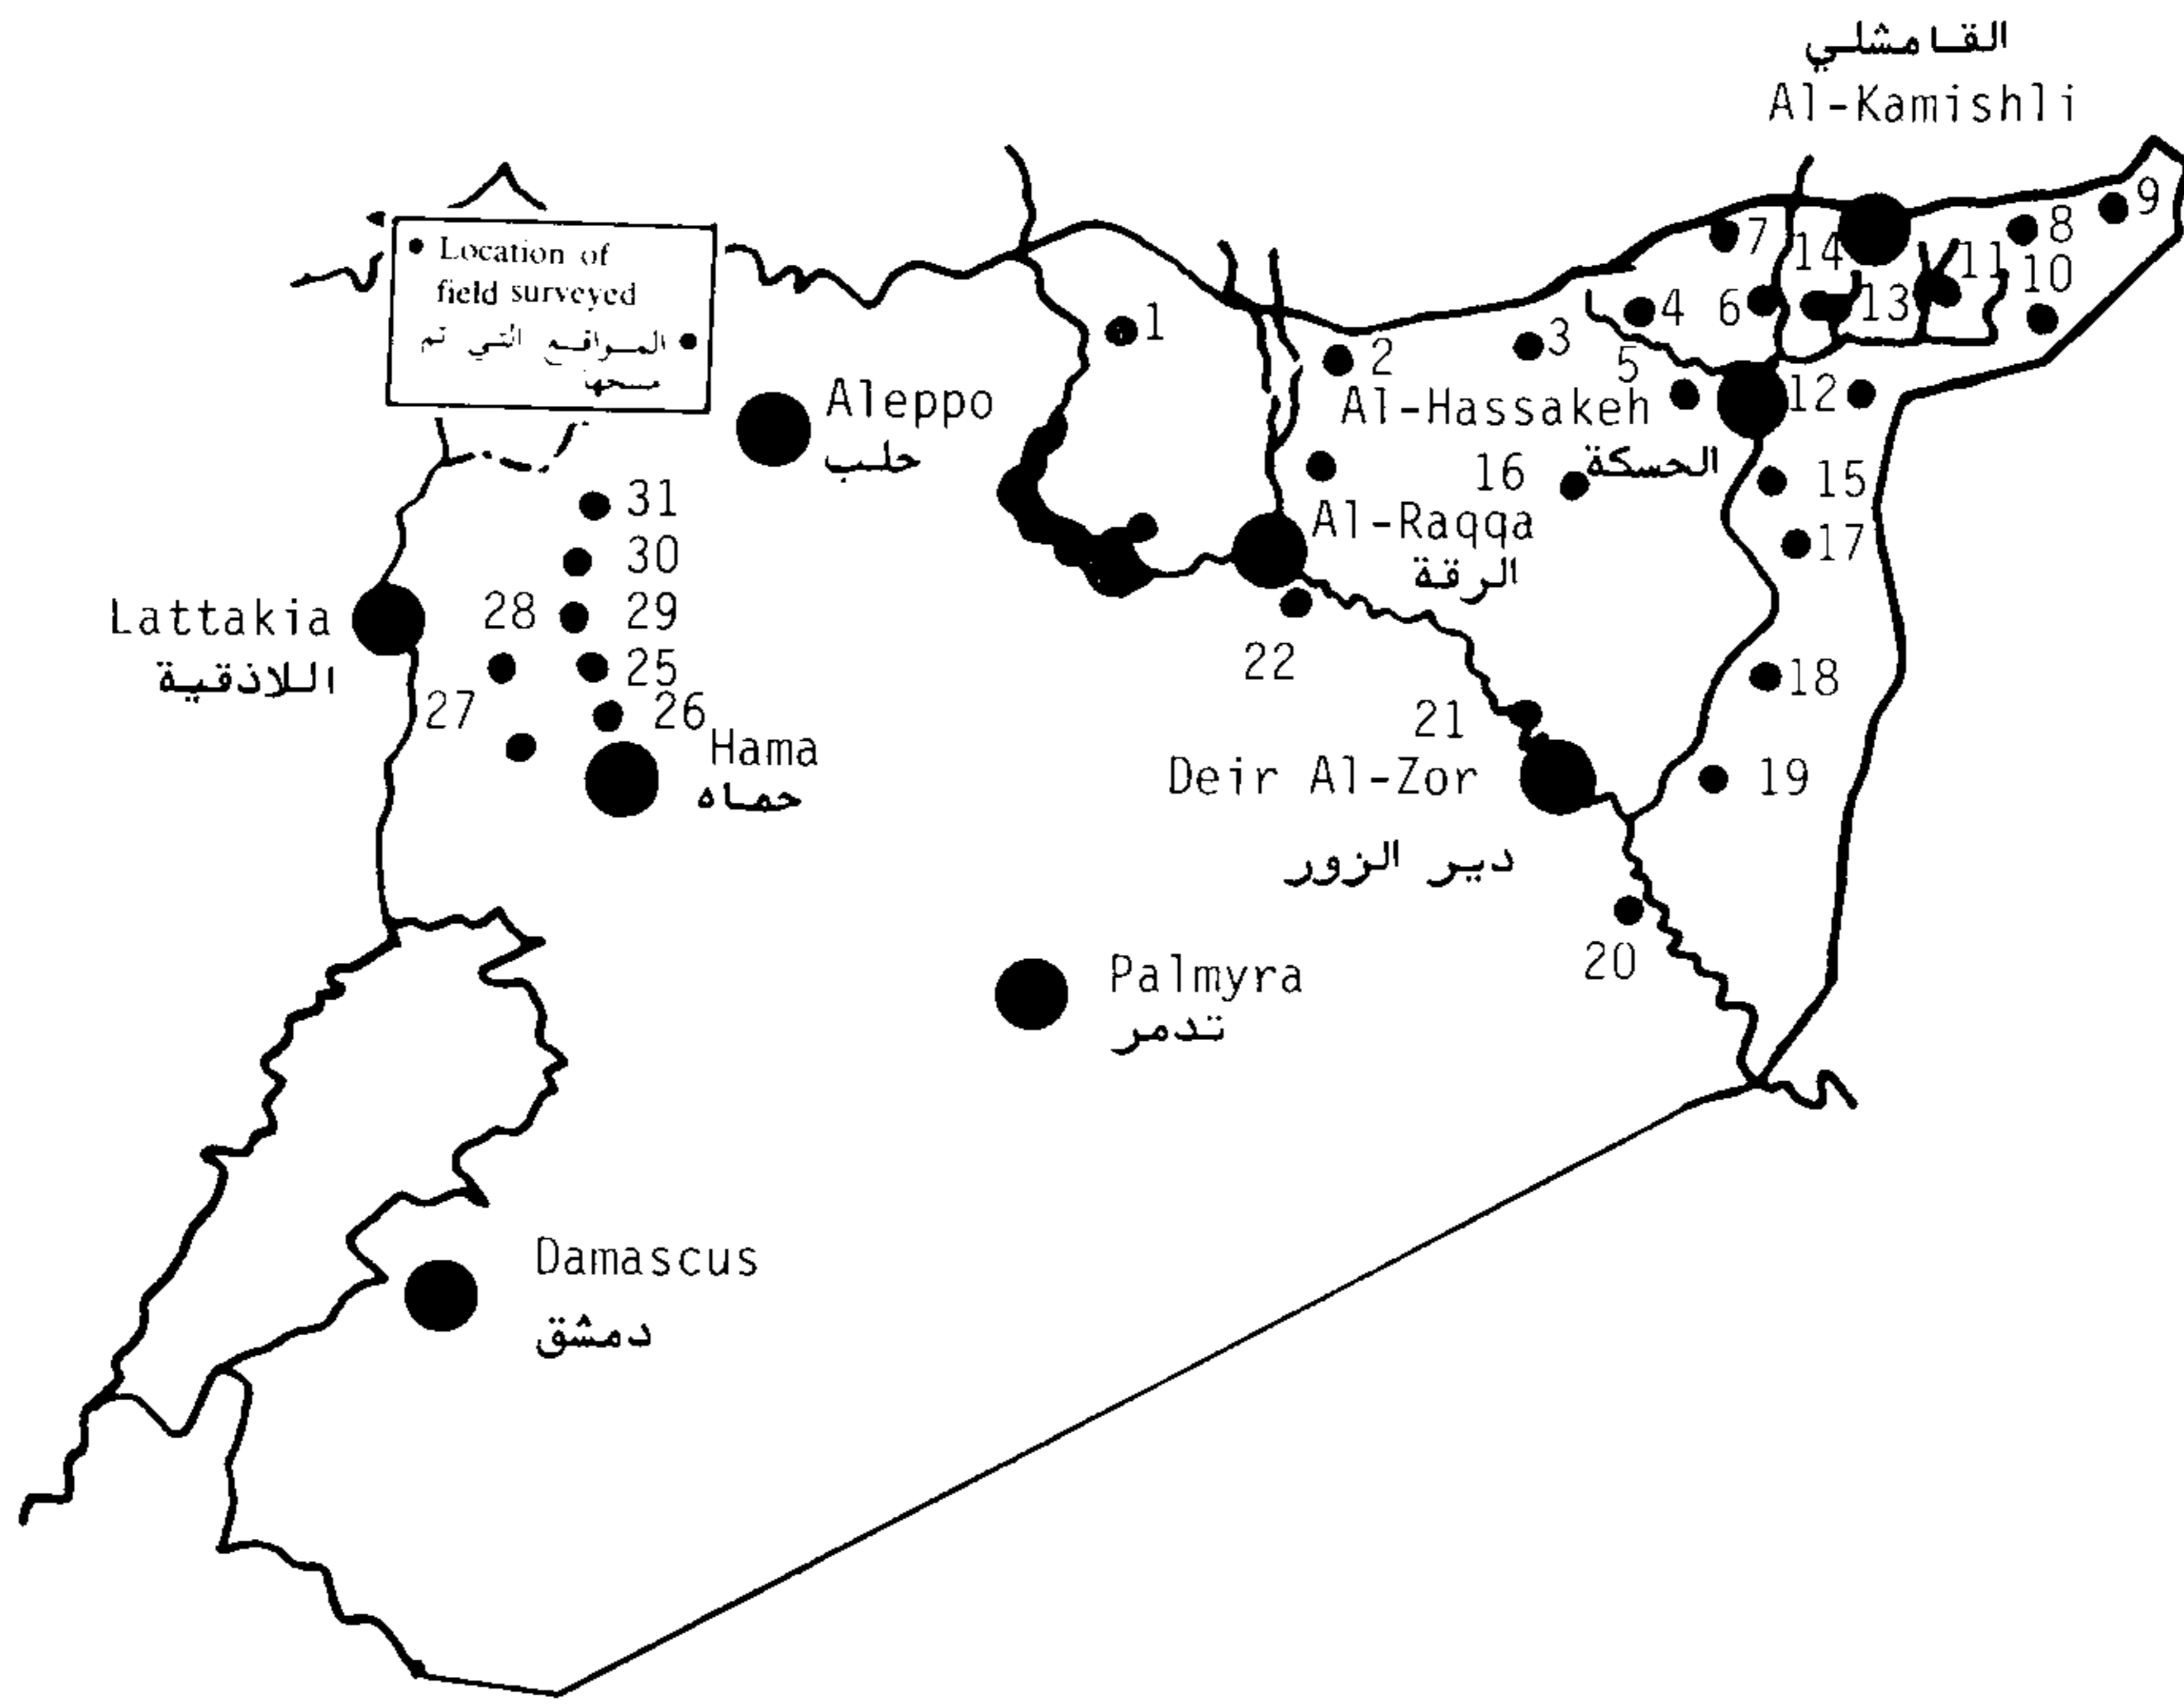 القامشلي
Al-Kamishli
Location of
field surveyed
المواقع التي تم
مسحها
9
8
7
14
11
10
1
4
6
13
3
2
5
Al-Hassakeh
الحسكة
12
Aleppo
حلب
16
15
31
Al-Raqqa
الرقة
17
30
Lattakia
اللاذقية
28
29
25
22
18
27
26
21
Hama
حماه
Deir Al-Zor
دير الزور
19
20
Palmyra
تدمر
Damascus
دمشق